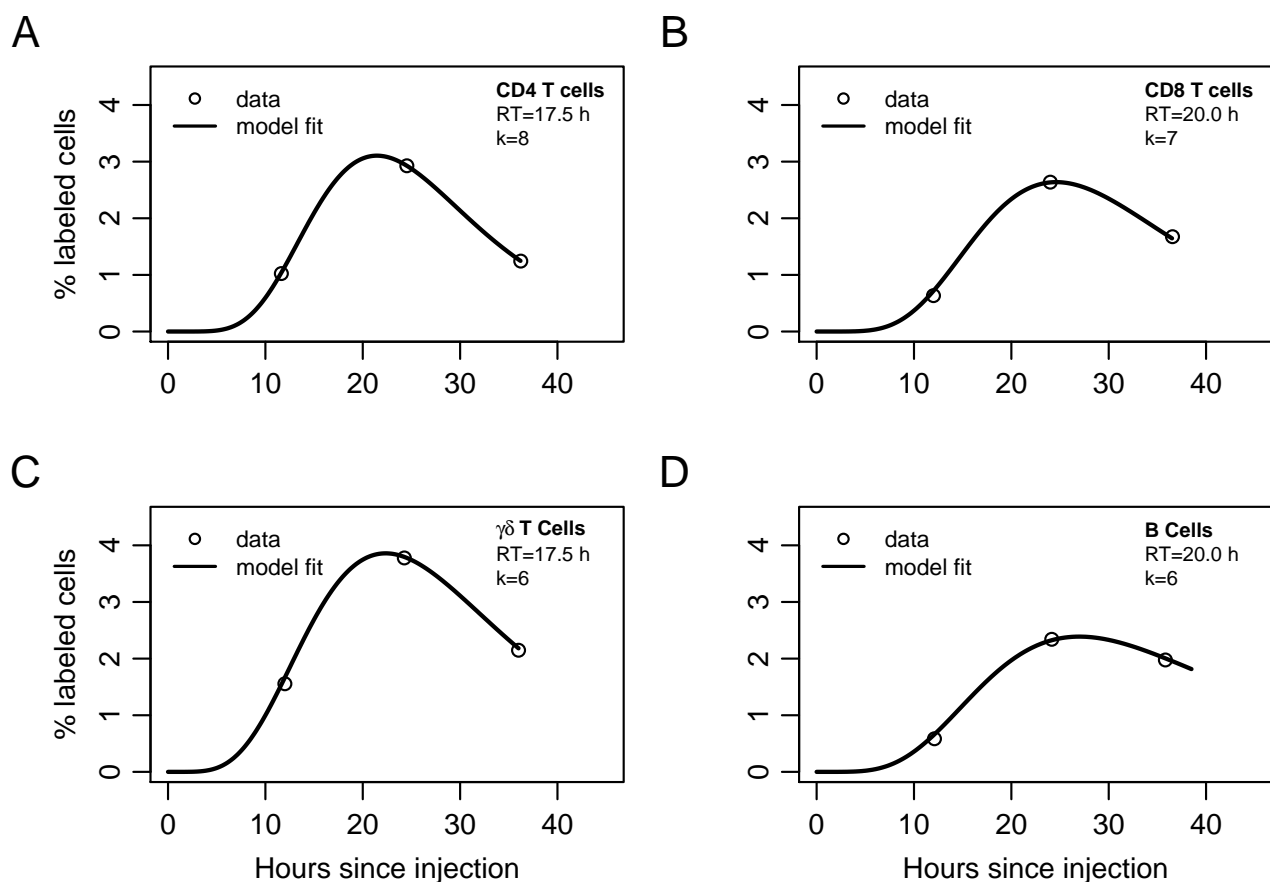 A
% labeled cells
4
3
2
1
0
data
model fit
CD4 T cells
RT=17.5 h
k=8
0 10 20 30 40
B
4
3
2
1
0
data
model fit
CD8 T cells
RT=20.0 h
k=7
0 10 20 30 40
C
% labeled cells
4
3
2
1
0
data
model fit
γδ T Cells
RT=17.5 h
k=6
0 10 20 30 40
Hours since injection
D
4
3
2
1
0
data
model fit
B Cells
RT=20.0 h
k=6
0 10 20 30 40
Hours since injection